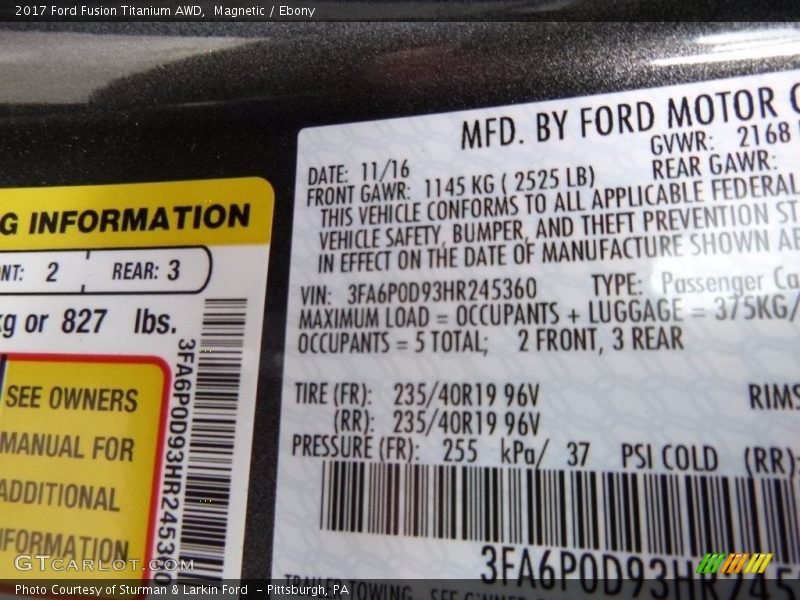 2017 Ford Fusion Titanium AWD, Magnetic / Ebony
MFD. BY FORD MOTOR
DATE: 11/16
GVWR: 2168
FRONT GAWR: 1145 KG ( 2525 LB)
REAR GAWR:
THIS VEHICLE CONFORMS TO ALL APPLICABLE FEDERAL
VEHICLE SAFETY, BUMPER, AND THEFT PREVENTION ST
IN EFFECT ON THE DATE OF MANUFACTURE SHOWN AB
VIN: 3FA6P0D93HR245360
TYPE: Passenger Ca
MAXIMUM LOAD = OCCUPANTS + LUGGAGE = 375KG/
OCCUPANTS = 5 TOTAL; 2 FRONT, 3 REAR
TIRE (FR): 235/40R19 96V
RIMS
(RR): 235/40R19 96V
PRESSURE (FR): 255 kPa/ 37 PSI COLD (RR):
3FA6P0D93HR245
G INFORMATION
NT: 2 REAR: 3
kg or 827 lbs.
SEE OWNERS
MANUAL FOR
ADDITIONAL
INFORMATION
3FA6P0D93HR245360
GTCarLot.com
Photo Courtesy of Sturman & Larkin Ford - Pittsburgh, PA